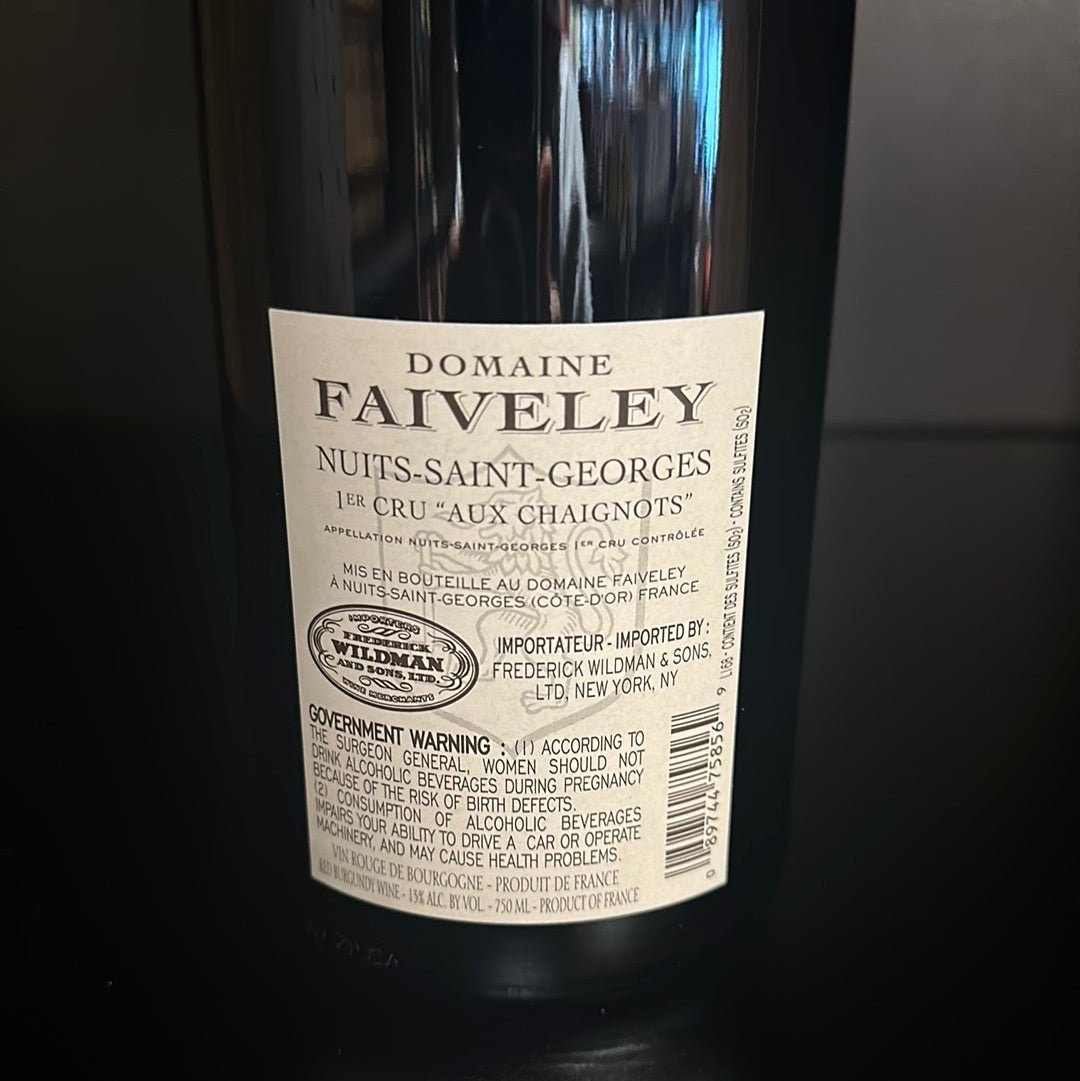 DOMAINE
FAIVELEY
NUITS-SAINT-GEORGES
1ER CRU “AUX CHAIGNOTS”
APPELLATION NUITS-SAINT-GEORGES 1ER CRU CONTRÔLÉE
MIS EN BOUTEILLE AU DOMAINE FAIVELEY
À NUITS-SAINT-GEORGES (CÔTE-D'OR) FRANCE
IMPORTERS
FREDERICK
WILDMAN
AND SONS, LTD.
WINE MERCHANTS
IMPORTATEUR - IMPORTED BY :
FREDERICK WILDMAN & SONS,
LTD, NEW YORK, NY
GOVERNMENT WARNING : (1) ACCORDING TO
THE SURGEON GENERAL, WOMEN SHOULD NOT
DRINK ALCOHOLIC BEVERAGES DURING PREGNANCY
BECAUSE OF THE RISK OF BIRTH DEFECTS.
(2) CONSUMPTION OF ALCOHOLIC BEVERAGES
IMPAIRS YOUR ABILITY TO DRIVE A CAR OR OPERATE
MACHINERY, AND MAY CAUSE HEALTH PROBLEMS.
VIN ROUGE DE BOURGOGNE - PRODUIT DE FRANCE
RED BURGUNDY WINE - 13% ALC. BY VOL. - 750 ML - PRODUCT OF FRANCE
0 89744 75856 9
L168 - CONTIENT DES SULFITES (SO2) - CONTAINS SULFITES (SO2)